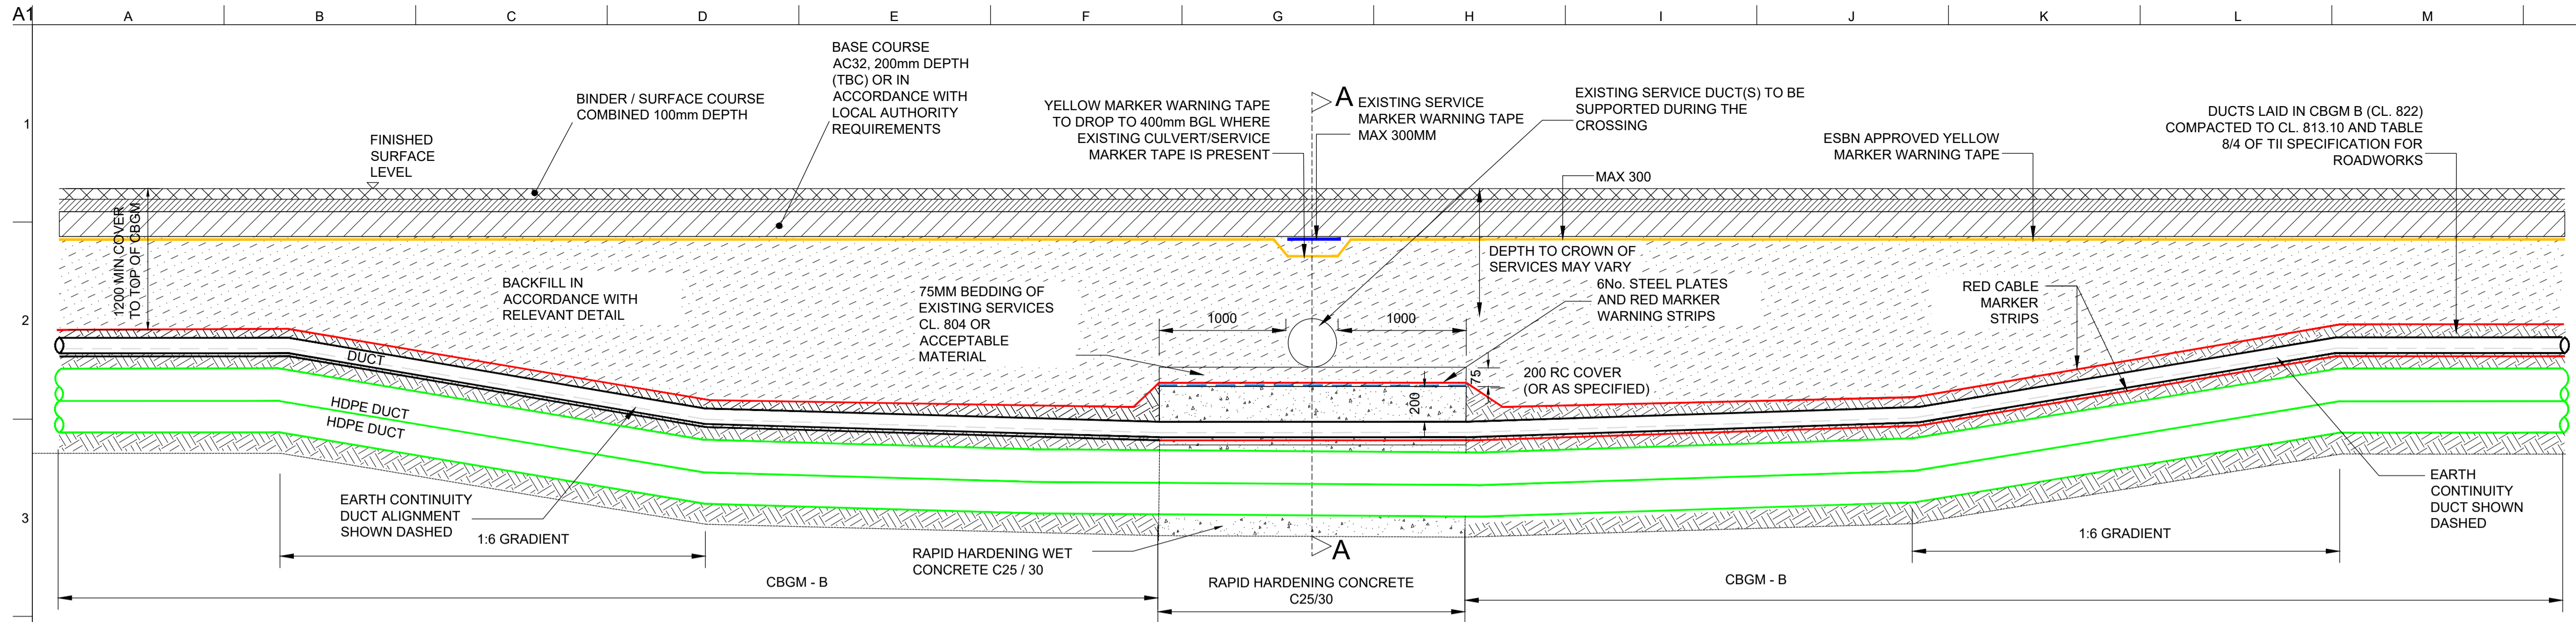 A1
A
B
C
D
E
F
G
H
I
J
K
L
M
1
2
3
FINISHED
SURFACE
LEVEL
BINDER / SURFACE COURSE
COMBINED 100mm DEPTH
BASE COURSE
AC32, 200mm DEPTH
(TBC) OR IN
ACCORDANCE WITH
LOCAL AUTHORITY
REQUIREMENTS
YELLOW MARKER WARNING TAPE
TO DROP TO 400mm BGL WHERE
EXISTING CULVERT/SERVICE
MARKER TAPE IS PRESENT
A
EXISTING SERVICE
MARKER WARNING TAPE
MAX 300MM
EXISTING SERVICE DUCT(S) TO BE
SUPPORTED DURING THE
CROSSING
MAX 300
ESBN APPROVED YELLOW
MARKER WARNING TAPE
DUCTS LAID IN CBGM B (CL. 822)
COMPACTED TO CL. 813.10 AND TABLE
8/4 OF TII SPECIFICATION FOR
ROADWORKS
1200 MIN COVER
TO TOP OF CBGM
BACKFILL IN
ACCORDANCE WITH
RELEVANT DETAIL
75MM BEDDING OF
EXISTING SERVICES
CL. 804 OR
ACCEPTABLE
MATERIAL
1000
1000
DEPTH TO CROWN OF
SERVICES MAY VARY
6No. STEEL PLATES
AND RED MARKER
WARNING STRIPS
RED CABLE
MARKER
STRIPS
75
200 RC COVER
(OR AS SPECIFIED)
200
DUCT
HDPE DUCT
HDPE DUCT
EARTH CONTINUITY
DUCT ALIGNMENT
SHOWN DASHED
1:6 GRADIENT
RAPID HARDENING WET
CONCRETE C25 / 30
A
EARTH
CONTINUITY
DUCT SHOWN
DASHED
1:6 GRADIENT
CBGM - B
RAPID HARDENING CONCRETE
C25/30
CBGM - B